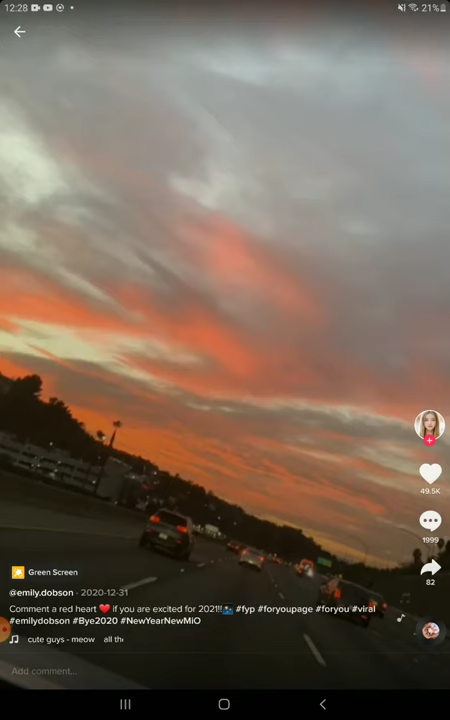 12:28
21%
49.5K
1999
82
Green Screen
@emily.dobson · 2020-12-31
Comment a red heart ❤️ if you are excited for 2021!! #fyp #foryoupage #foryou #viral
#emilydobson #Bye2020 #NewYearNewMiO
cute guys - meow all th
Add comment...